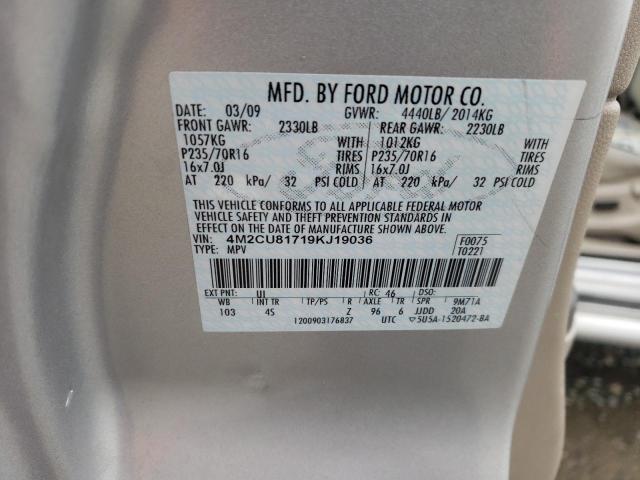 MFD. BY FORD MOTOR CO.
DATE: 03/09 GVWR: 4440LB/ 2014KG
FRONT GAWR: 2330LB REAR GAWR: 2230LB
1057KG WITH 1012KG WITH
P235/70R16 TIRES P235/70R16 TIRES
16x7.0J RIMS 16x7.0J RIMS
AT 220 kPa/ 32 PSI COLD AT 220 kPa/ 32 PSI COLD
THIS VEHICLE CONFORMS TO ALL APPLICABLE FEDERAL MOTOR
VEHICLE SAFETY AND THEFT PREVENTION STANDARDS IN
EFFECT ON THE DATE OF MANUFACTURE SHOWN ABOVE.
VIN: 4M2CU81719KJ19036 F0075
TYPE: MPV T0221
EXT PNT: UI RC: 46 DSO:
WB INT TR TP/PS R AXLE TR SPR 9M71A
103 4S Z 96 6 JJDD 20A
1200903176837 UTC 5U5A-1520472-BA